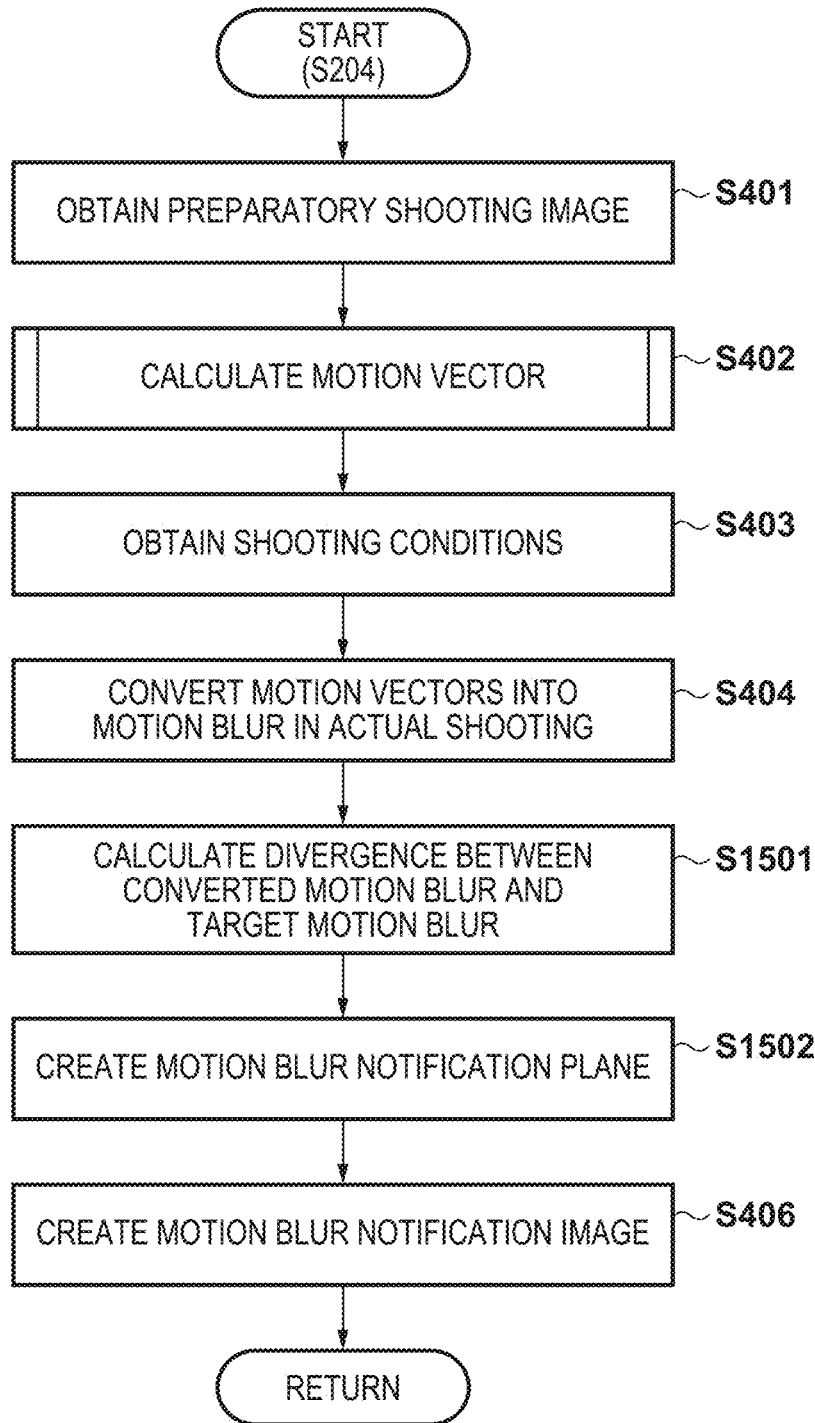 START
(S204)
OBTAIN PREPARATORY SHOOTING IMAGE
S401
CALCULATE MOTION VECTOR
S402
OBTAIN SHOOTING CONDITIONS
S403
CONVERT MOTION VECTORS INTO
MOTION BLUR IN ACTUAL SHOOTING
S404
CALCULATE DIVERGENCE BETWEEN
CONVERTED MOTION BLUR AND
TARGET MOTION BLUR
S1501
CREATE MOTION BLUR NOTIFICATION PLANE
S1502
CREATE MOTION BLUR NOTIFICATION IMAGE
S406
RETURN